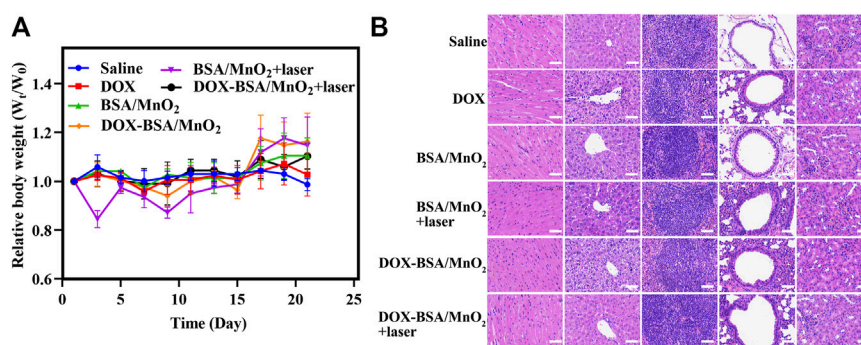 A
Relative body weight (Wt/W0)
1.4
1.2
1.0
0.8
0.6
0
5
10
15
20
25
Time (Day)
Saline
DOX
BSA/MnO2
DOX-BSA/MnO2
BSA/MnO2+laser
DOX-BSA/MnO2+laser
B
Saline
DOX
BSA/MnO2
BSA/MnO2
+laser
DOX-BSA/MnO2
DOX-BSA/MnO2
+laser